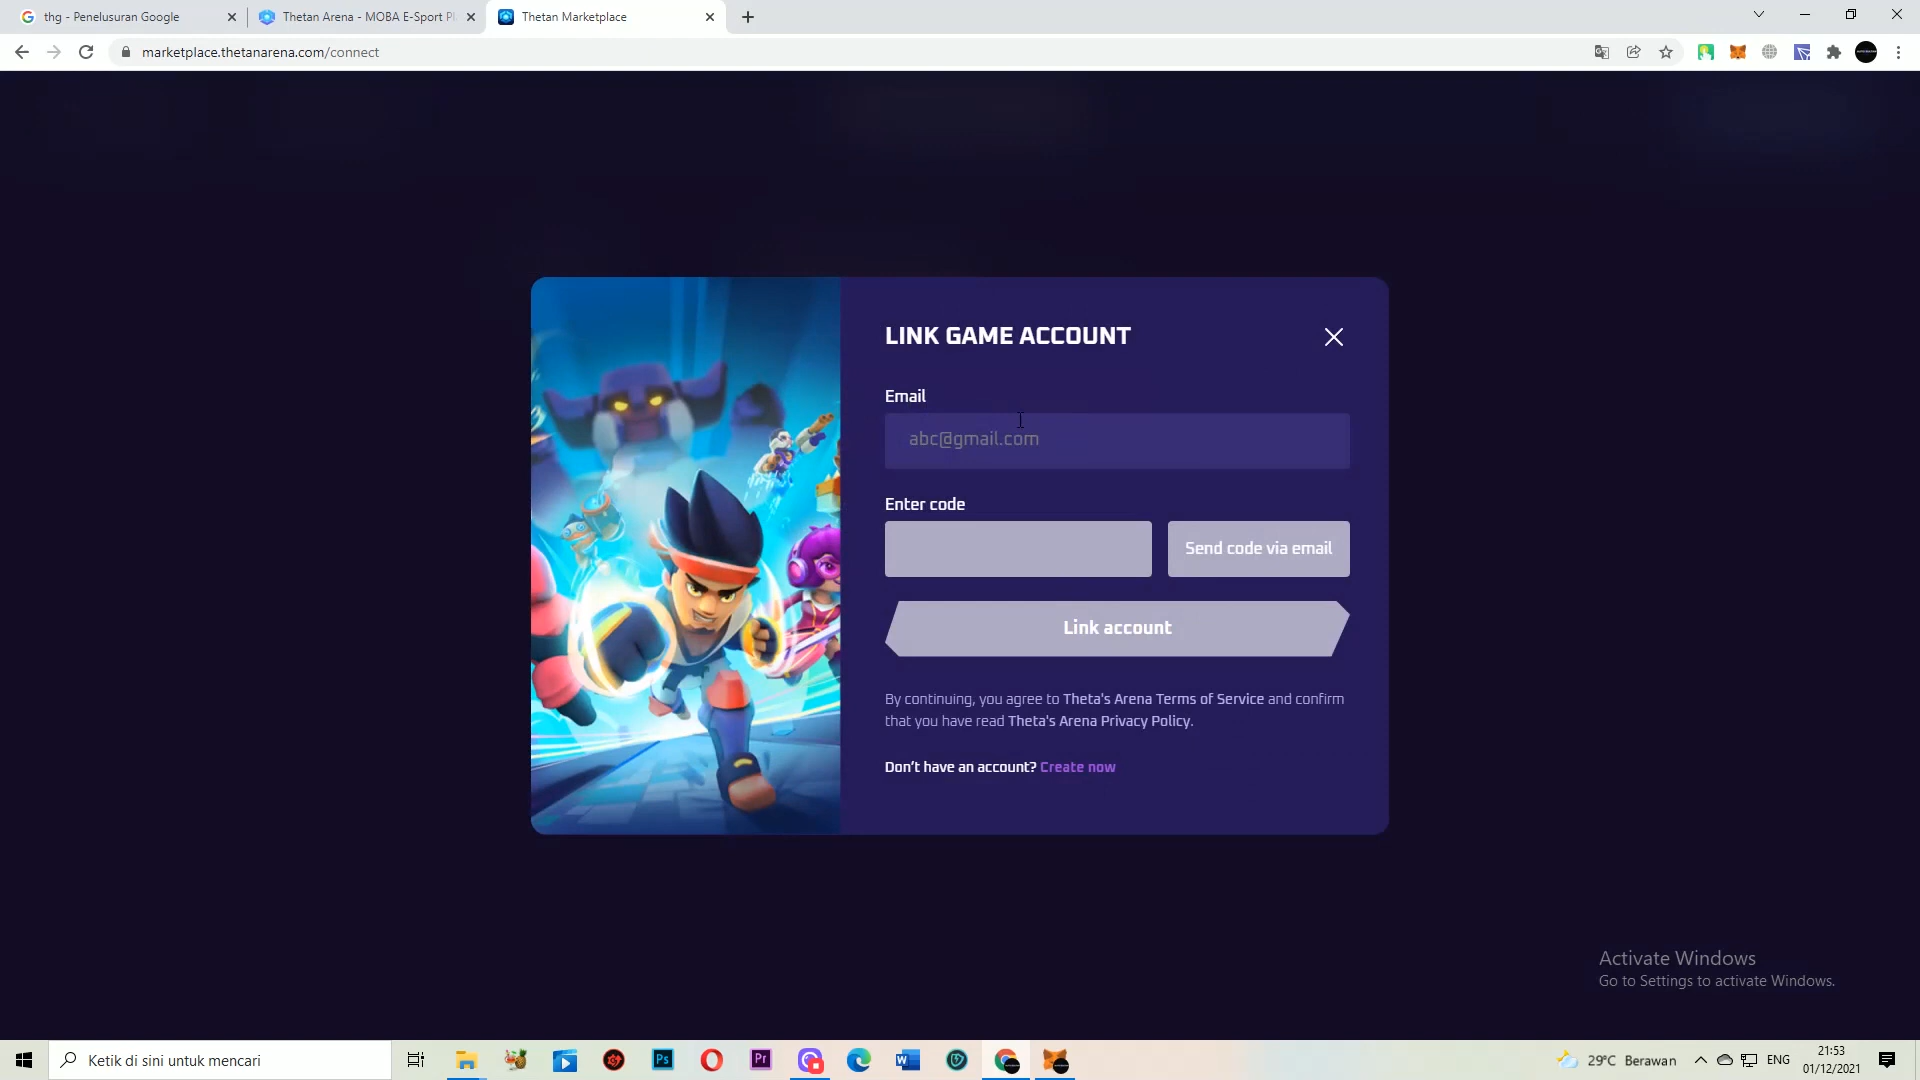 thg - Penelusuran Google
Thetan Arena - MOBA E-Sport Pl
Thetan Marketplace
marketplace.thetanarena.com/connect
LINK GAME ACCOUNT
Email
abc@gmail.com
Enter code
Send code via email
Link account
By continuing, you agree to Theta's Arena Terms of Service and confirm
that you have read Theta's Arena Privacy Policy.
Don't have an account? Create now
Activate Windows
Go to Settings to activate Windows.
Ketik di sini untuk mencari
Ps
Pr
29°C Berawan
ENG
21:53
01/12/2021